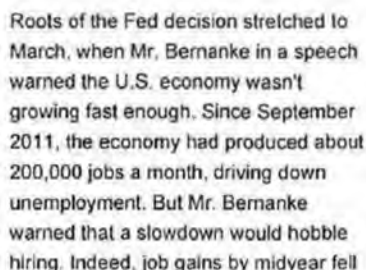 Roots of the Fed decision stretched to
March, when Mr. Bernanke in a speech
warned the U.S. economy wasn't
growing fast enough. Since September
2011, the economy had produced about
200,000 jobs a month, driving down
unemployment. But Mr. Bernanke
warned that a slowdown would hobble
hiring. Indeed, job gains by midyear fell